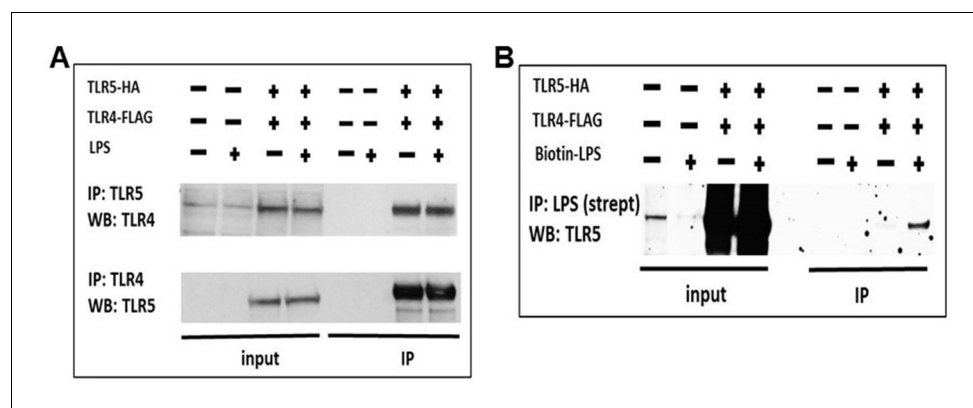 A
TLR5-HA − − + + − − + +
TLR4-FLAG − − + + − − + +
LPS − + − + − + − +
IP: TLR5
WB: TLR4
IP: TLR4
WB: TLR5
input IP
B
TLR5-HA − − + + − − + +
TLR4-FLAG − − + + − − + +
Biotin-LPS − + − + − + − +
IP: LPS (strept)
WB: TLR5
input IP